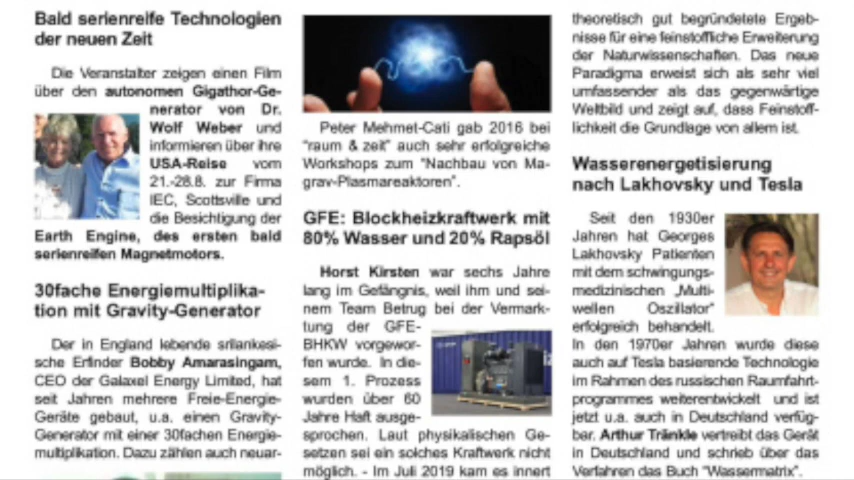 Bald serienreife Technologien
der neuen Zeit
Die Veranstalter zeigen einen Film
über den autonomen Gigathor-Ge-
nerator von Dr.
Wolf Weber und
informieren über ihre
USA-Reise vom
21.-28.8. zur Firma
IEC, Scottsville und
die Besichtigung der
Earth Engine, des ersten bald
serienreifen Magnetmotors.
30fache Energiemultiplika-
tion mit Gravity-Generator
Der in England lebende srilankesi-
sche Erfinder Bobby Amarasingam,
CEO der Galaxel Energy Limited, hat
seit Jahren mehrere Freie-Energie-
Geräte gebaut, u.a. einen Gravity-
Generator mit einer 30fachen Energie-
multiplikation. Dazu zählen auch neuar-
Peter Mehmet-Cati gab 2016 bei
"raum & zeit" auch sehr erfolgreiche
Workshops zum "Nachbau von Ma-
grav-Plasmareaktoren".
GFE: Blockheizkraftwerk mit
80% Wasser und 20% Rapsöl
Horst Kirsten war sechs Jahre
lang im Gefängnis, weil ihm und sei-
nem Team Betrug bei der Vermark-
tung der GFE-
BHKW vorgewor-
fen wurde. In die-
sem 1. Prozess
wurden über 60
Jahre Haft ausge-
sprochen. Laut physikalischen Ge-
setzen sei ein solches Kraftwerk nicht
möglich. - Im Juli 2019 kam es innert
theoretisch gut begründetete Ergeb-
nisse für eine feinstoffliche Erweiterung
der Naturwissenschaften. Das neue
Paradigma erweist sich als sehr viel
umfassender als das gegenwärtige
Weltbild und zeigt auf, dass Feinstoff-
lichkeit die Grundlage von allem ist.
Wasserenergetisierung
nach Lakhovsky und Tesla
Seit den 1930er
Jahren hat Georges
Lakhovsky Patienten
mit dem schwingungs-
medizinischen „Multi-
wellen Oszillator"
erfolgreich behandelt.
In den 1970er Jahren wurde diese
auch auf Tesla basierende Technologie
im Rahmen des russischen Raumfahrt-
programmes weiterentwickelt und ist
jetzt u.a. auch in Deutschland verfüg-
bar. Arthur Tränkle vertreibt das Gerät
in Deutschland und schrieb über das
Verfahren das Buch "Wassermatrix".